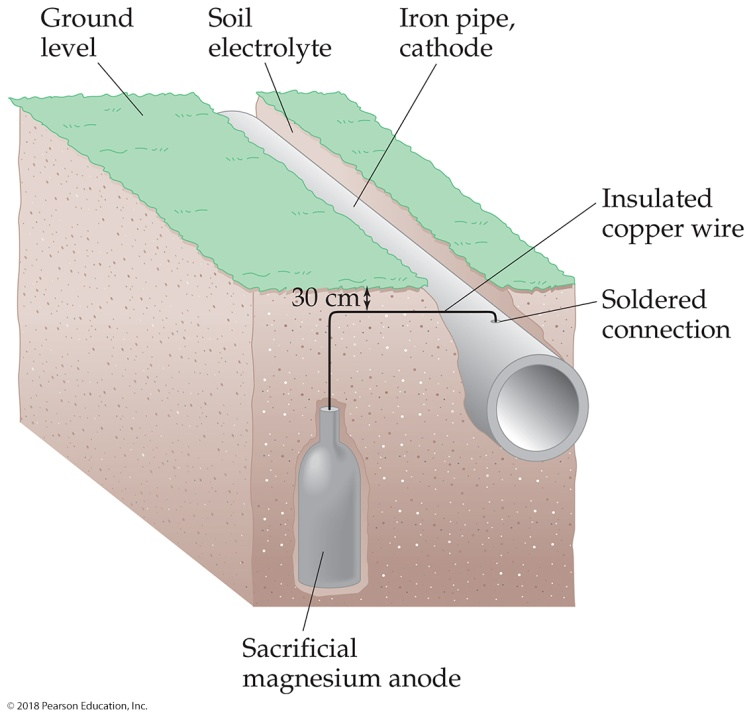 Ground
level
Soil
electrolyte
Iron pipe,
cathode
Insulated
copper wire
30 cm
Soldered
connection
Sacrificial
magnesium anode
© 2018 Pearson Education, Inc.